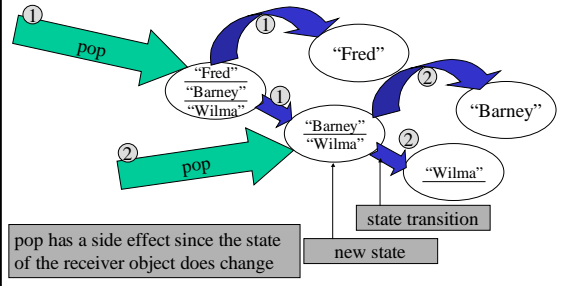 1
pop
1
“Fred”
“Fred”
“Barney”
“Wilma”
1
2
“Barney”
“Barney”
“Wilma”
2
pop
2
“Wilma”
state transition
new state
pop has a side effect since the state
of the receiver object does change